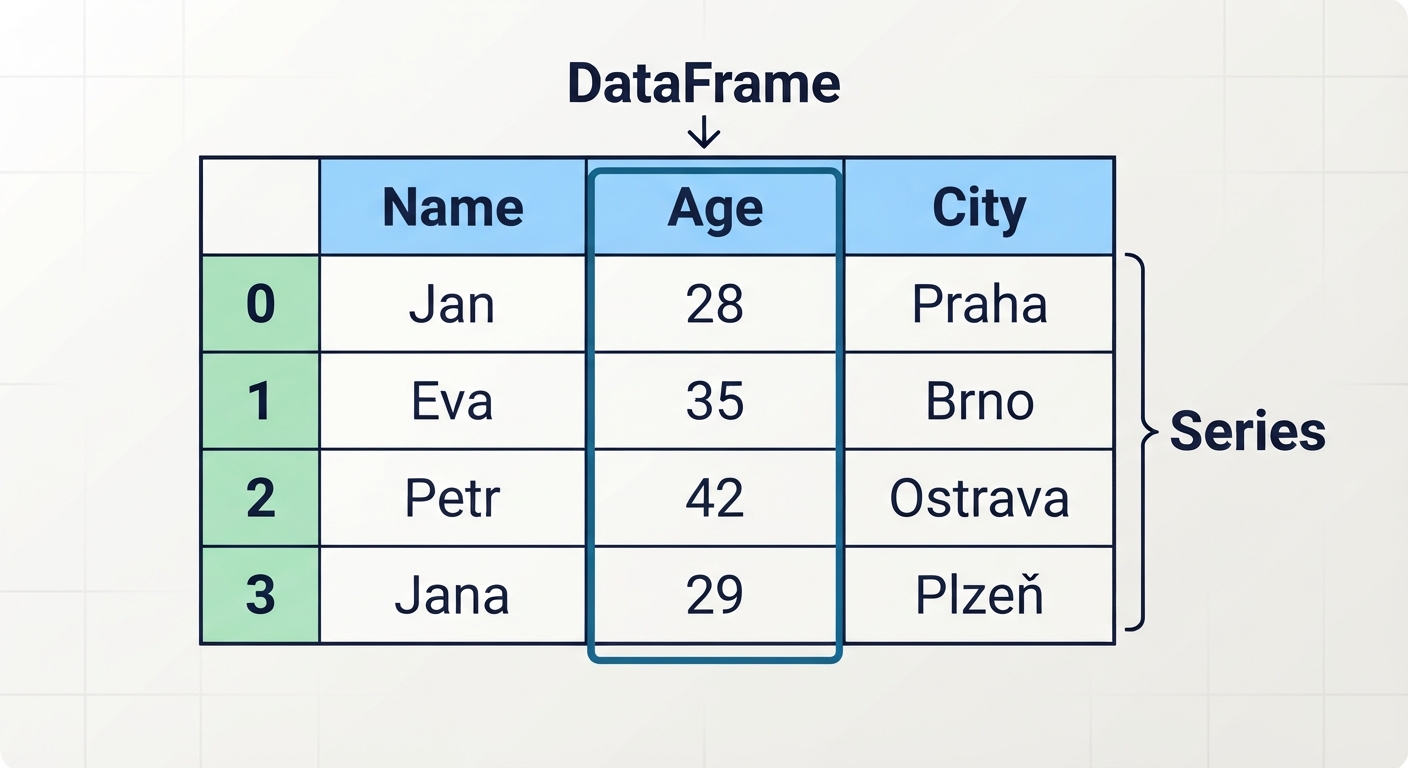 DataFrame
↓
Name Age City
0 Jan 28 Praha
1 Eva 35 Brno
Series
2 Petr 42 Ostrava
3 Jana 29 Plzeň